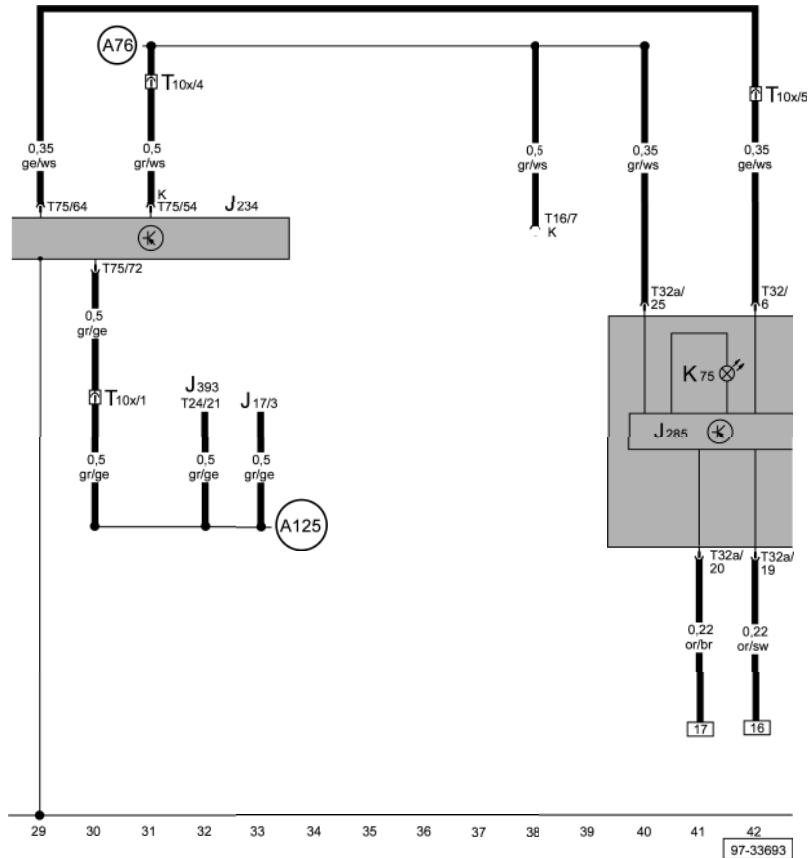 A76
T10x/4
T10x/5
0,35
ge/ws
0,5
gr/ws
0,5
gr/ws
0,35
gr/ws
0,35
ge/ws
K
T75/64
T75/54
J234
T16/7
K
T75/72
T32a/
25
T32/
6
0,5
gr/ge
K75
J393
T24/21
J17/3
T10x/1
J285
0,5
gr/ge
0,5
gr/ge
0,5
gr/ge
A125
T32a/
20
T32a/
19
0,22
or/br
0,22
or/sw
17
16
29 30 31 32 33 34 35 36 37 38 39 40 41 42
97-33693